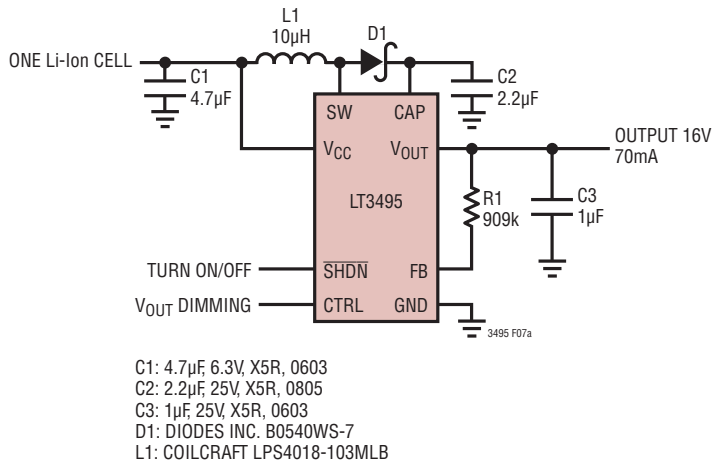 L1
10µH
D1
ONE Li-Ion CELL
C1
4.7µF
C2
2.2µF
SW
CAP
VCC
VOUT
OUTPUT 16V
70mA
LT3495
R1
909k
C3
1µF
TURN ON/OFF
SHDN
FB
VOUT DIMMING
CTRL
GND
3495 F07a
C1: 4.7µF, 6.3V, X5R, 0603
C2: 2.2µF, 25V, X5R, 0805
C3: 1µF, 25V, X5R, 0603
D1: DIODES INC. B0540WS-7
L1: COILCRAFT LPS4018-103MLB